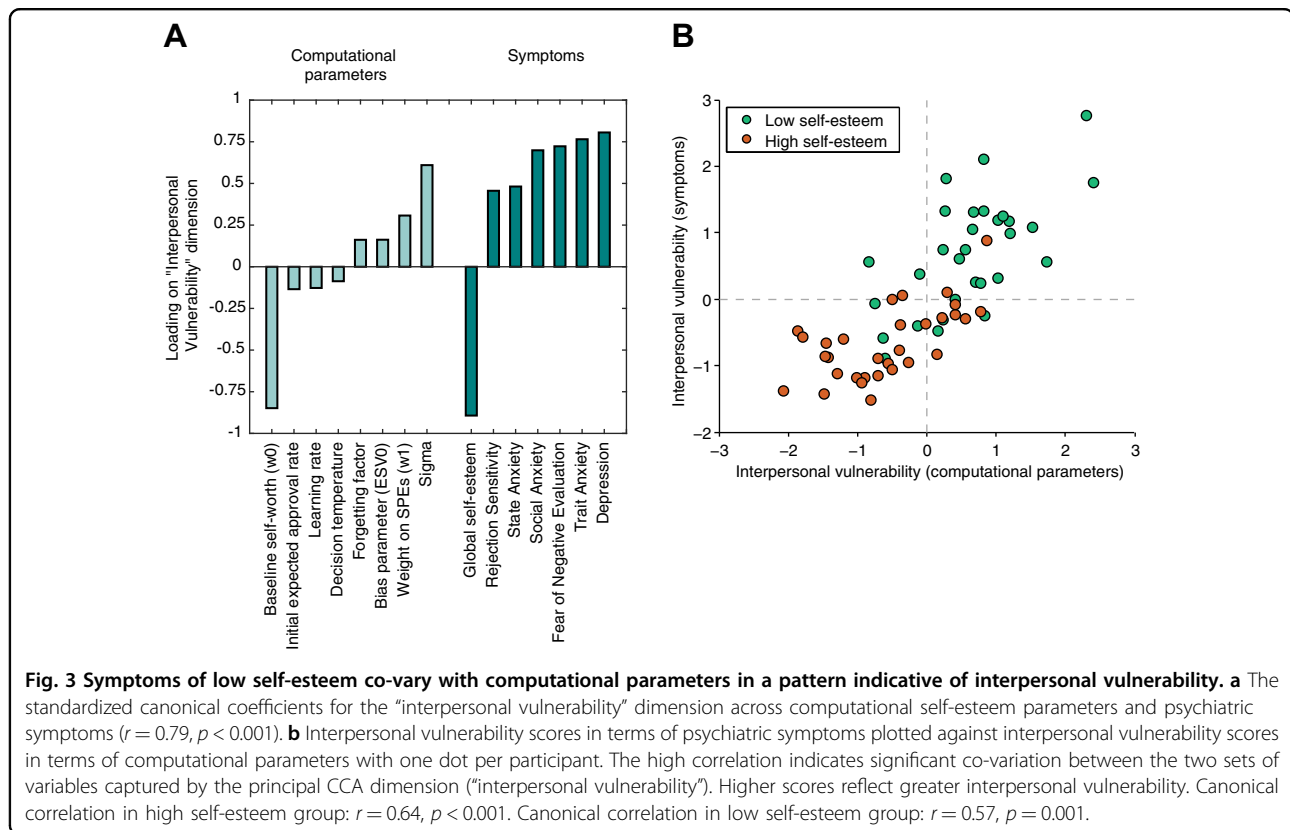 A
Computational
parameters
Symptoms
1
0.75
0.5
0.25
0
-0.25
-0.5
-0.75
-1
Loading on "Interpersonal
Vulnerability" dimension
Baseline self-worth (w0)
Initial expected approval rate
Learning rate
Decision temperature
Forgetting factor
Bias parameter (ESV0)
Weight on SPEs (w1)
Sigma
Global self-esteem
Rejection Sensitivity
State Anxiety
Social Anxiety
Fear of Negative Evaluation
Trait Anxiety
Depression
B
Low self-esteem
High self-esteem
3
2
1
0
−1
−2
Interpersonal vulnerability (symptoms)
−3 −2 −1 0 1 2 3
Interpersonal vulnerability (computational parameters)
Fig. 3 Symptoms of low self-esteem co-vary with computational parameters in a pattern indicative of interpersonal vulnerability. a The
standardized canonical coefficients for the “interpersonal vulnerability” dimension across computational self-esteem parameters and psychiatric
symptoms (r = 0.79, p < 0.001). b Interpersonal vulnerability scores in terms of psychiatric symptoms plotted against interpersonal vulnerability scores
in terms of computational parameters with one dot per participant. The high correlation indicates significant co-variation between the two sets of
variables captured by the principal CCA dimension (“interpersonal vulnerability”). Higher scores reflect greater interpersonal vulnerability. Canonical
correlation in high self-esteem group: r = 0.64, p < 0.001. Canonical correlation in low self-esteem group: r = 0.57, p = 0.001.